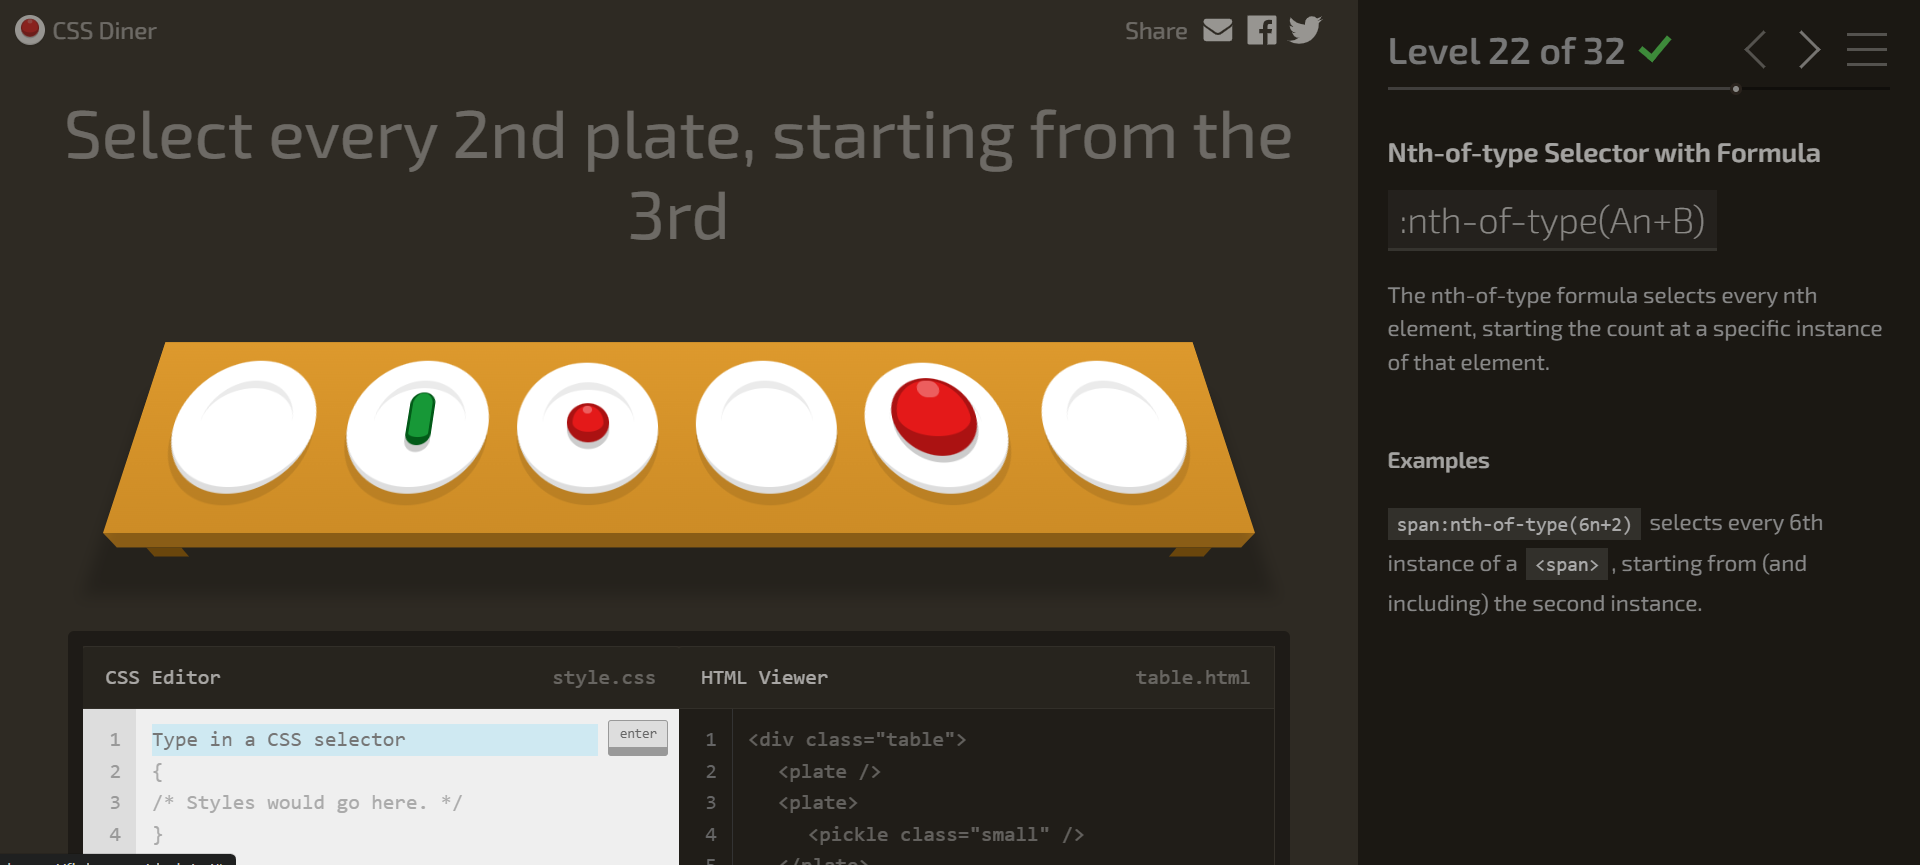 CSS Diner
Share
Select every 2nd plate, starting from the
3rd
CSS Editor
style.css
1
Type in a CSS selector
enter
2
{
3
/* Styles would go here. */
4
}
HTML Viewer
table.html
1
<div class="table">
2
<plate />
3
<plate>
4
<pickle class="small" />
5
</plate>
Level 22 of 32
Nth-of-type Selector with Formula
:nth-of-type(An+B)
The nth-of-type formula selects every nth
element, starting the count at a specific instance
of that element.
Examples
span:nth-of-type(6n+2) selects every 6th
instance of a <span> , starting from (and
including) the second instance.